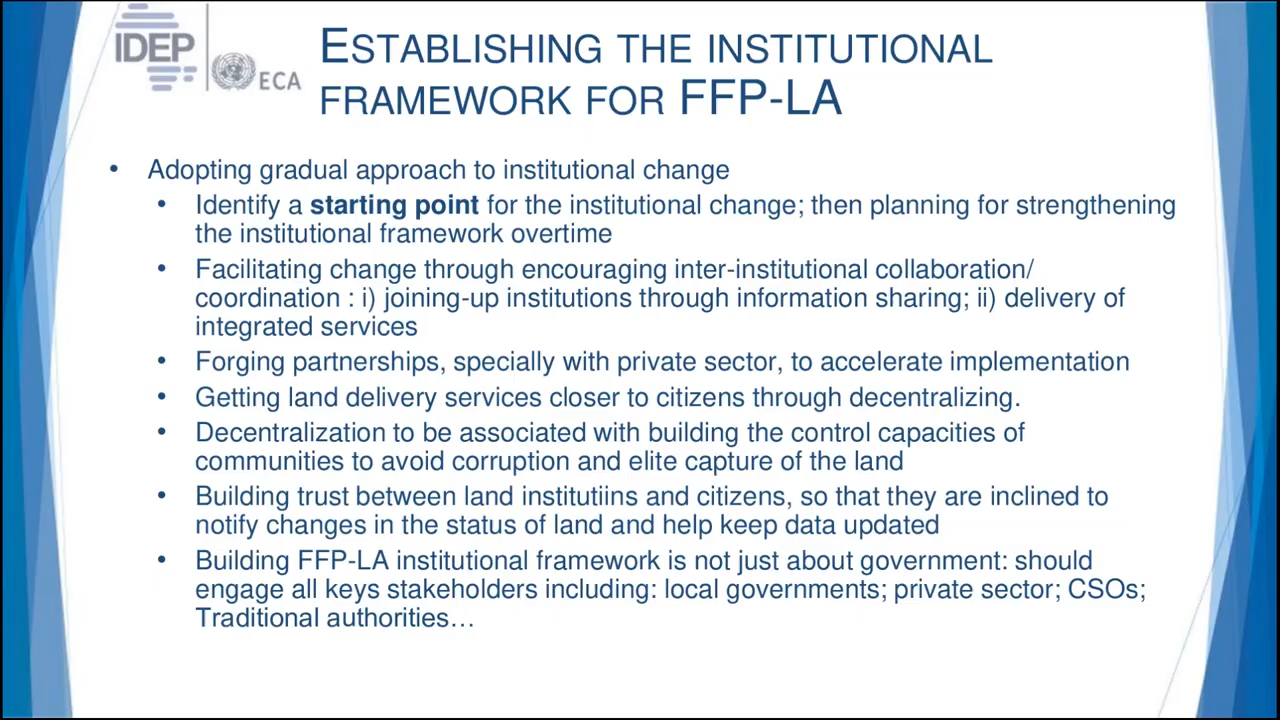 IDEP
ECA
ESTABLISHING THE INSTITUTIONAL
FRAMEWORK FOR FFP-LA
• Adopting gradual approach to institutional change
• Identify a starting point for the institutional change; then planning for strengthening
the institutional framework overtime
• Facilitating change through encouraging inter-institutional collaboration/
coordination : i) joining-up institutions through information sharing; ii) delivery of
integrated services
• Forging partnerships, specially with private sector, to accelerate implementation
• Getting land delivery services closer to citizens through decentralizing.
• Decentralization to be associated with building the control capacities of
communities to avoid corruption and elite capture of the land
• Building trust between land institutiins and citizens, so that they are inclined to
notify changes in the status of land and help keep data updated
• Building FFP-LA institutional framework is not just about government: should
engage all keys stakeholders including: local governments; private sector; CSOs;
Traditional authorities…